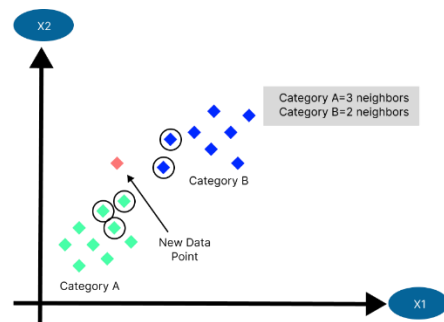 X2
Category A=3 neighbors
Category B=2 neighbors
Category B
New Data
Point
Category A
X1